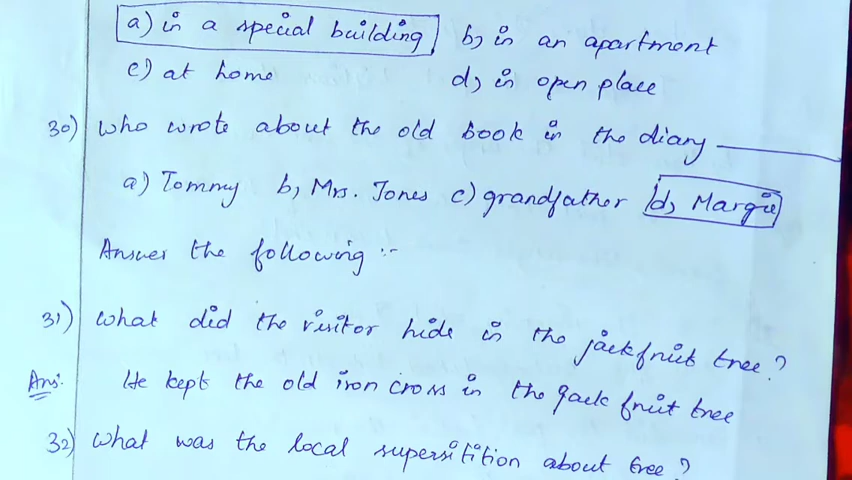 a) in a special building b, in an apartment
c) at home d, in open place
30) Who wrote about the old book in the diary
a) Tommy b, Mrs. Jones c) grandfather d, Margie
Answer the following :-
31) What did the visitor hide in the jackfruit tree?
Ans: He kept the old iron cross in the gack fruit tree
32) What was the local supersitition about tree?